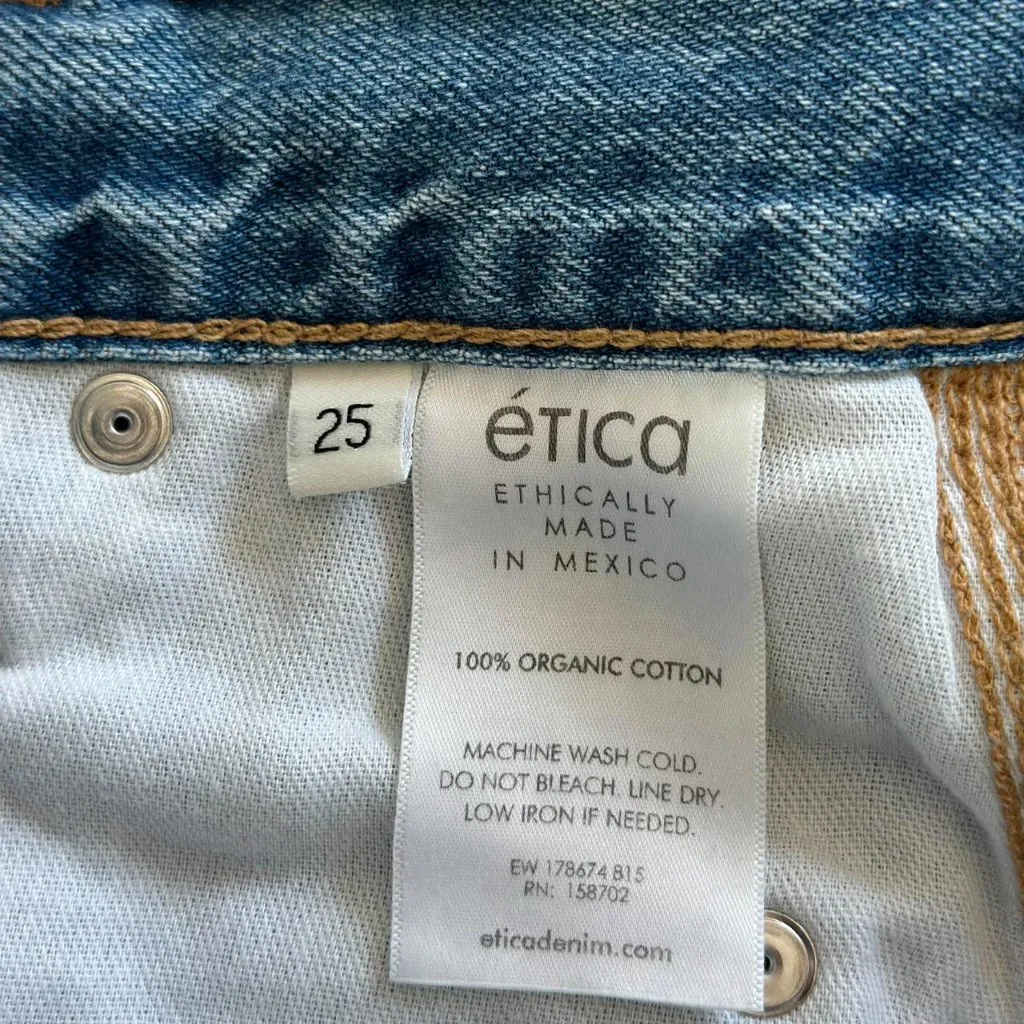 25
éTICa
ETHICALLY
MADE
IN MEXICO
100% ORGANIC COTTON
MACHINE WASH COLD.
DO NOT BLEACH. LINE DRY.
LOW IRON IF NEEDED.
EW 178674 B15
RN: 158702
eticadenim.com